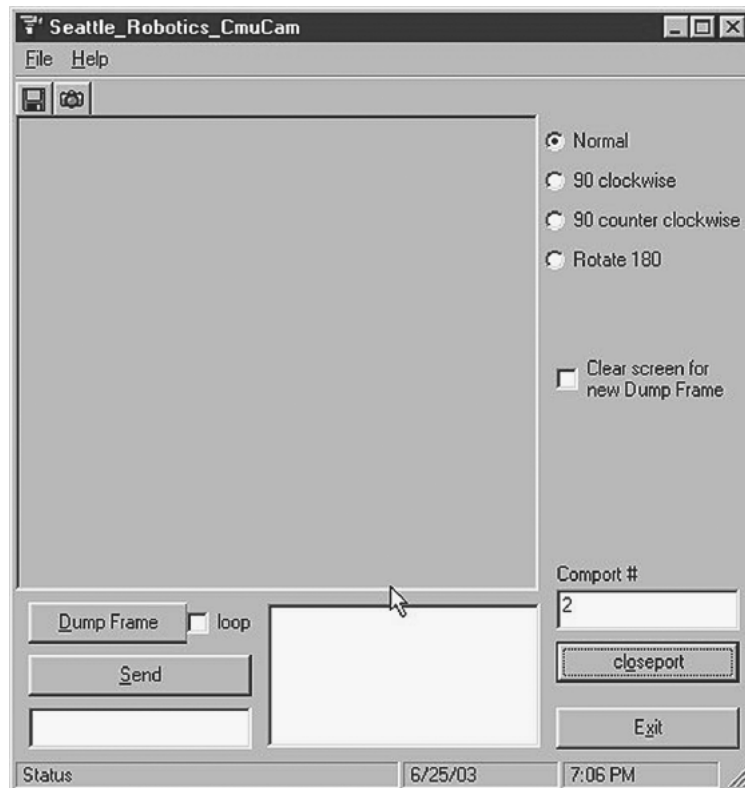 Seattle_Robotics_CmuCam
File Help
Normal
90 clockwise
90 counter clockwise
Rotate 180
Clear screen for
new Dump Frame
Comport #
2
Dump Frame loop
closeport
Send
Exit
Status 6/25/03 7:06 PM